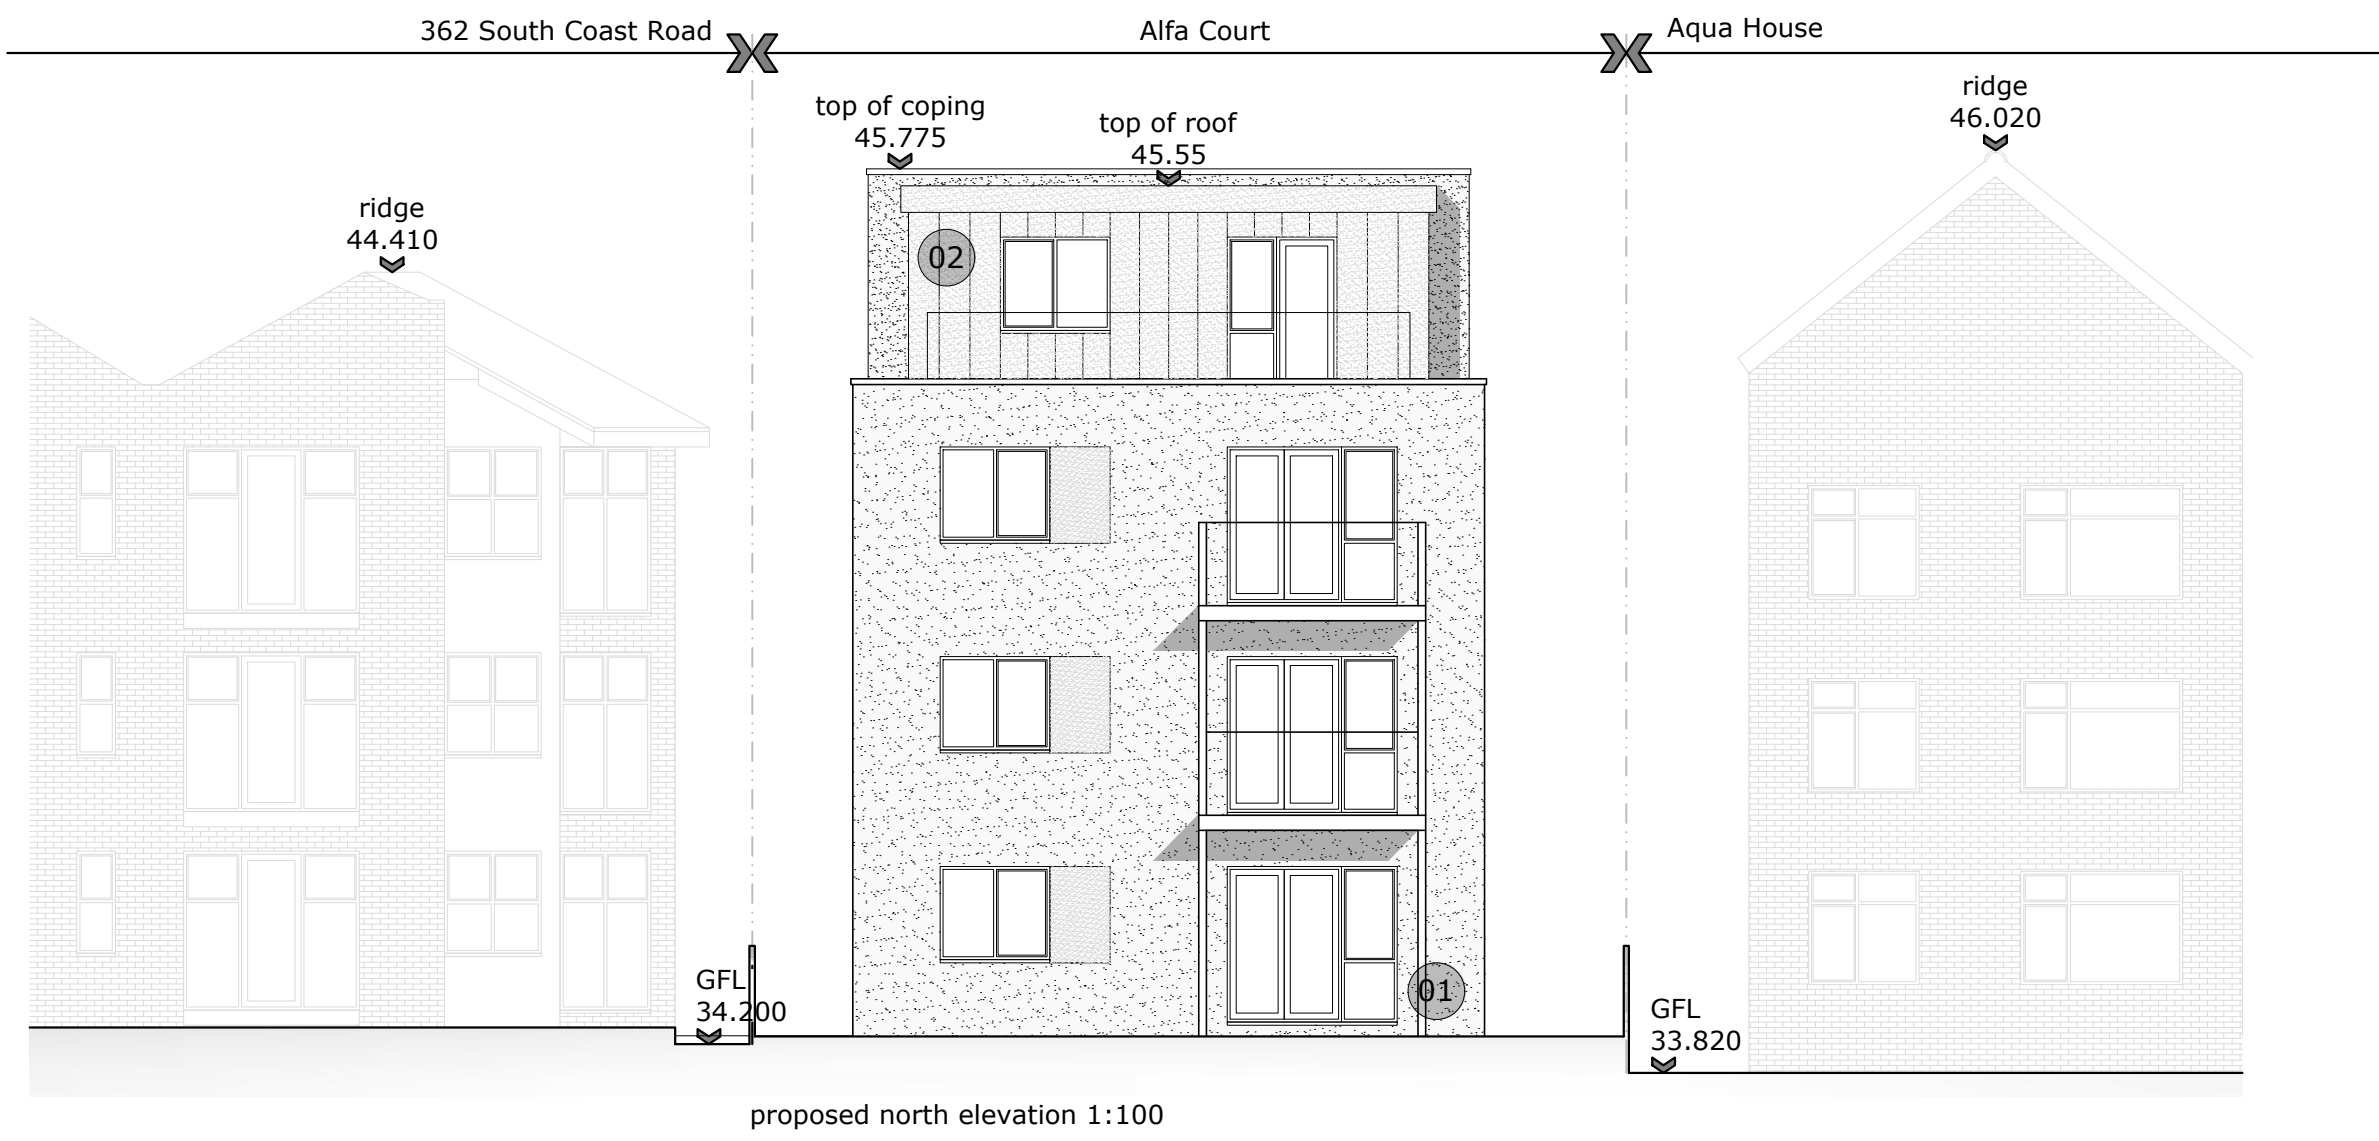 362 South Coast Road
Alfa Court
Aqua House
ridge
46.020
top of coping
45.775
top of roof
45.55
ridge
44.410
02
GFL
34.200
01
GFL
33.820
proposed north elevation 1:100